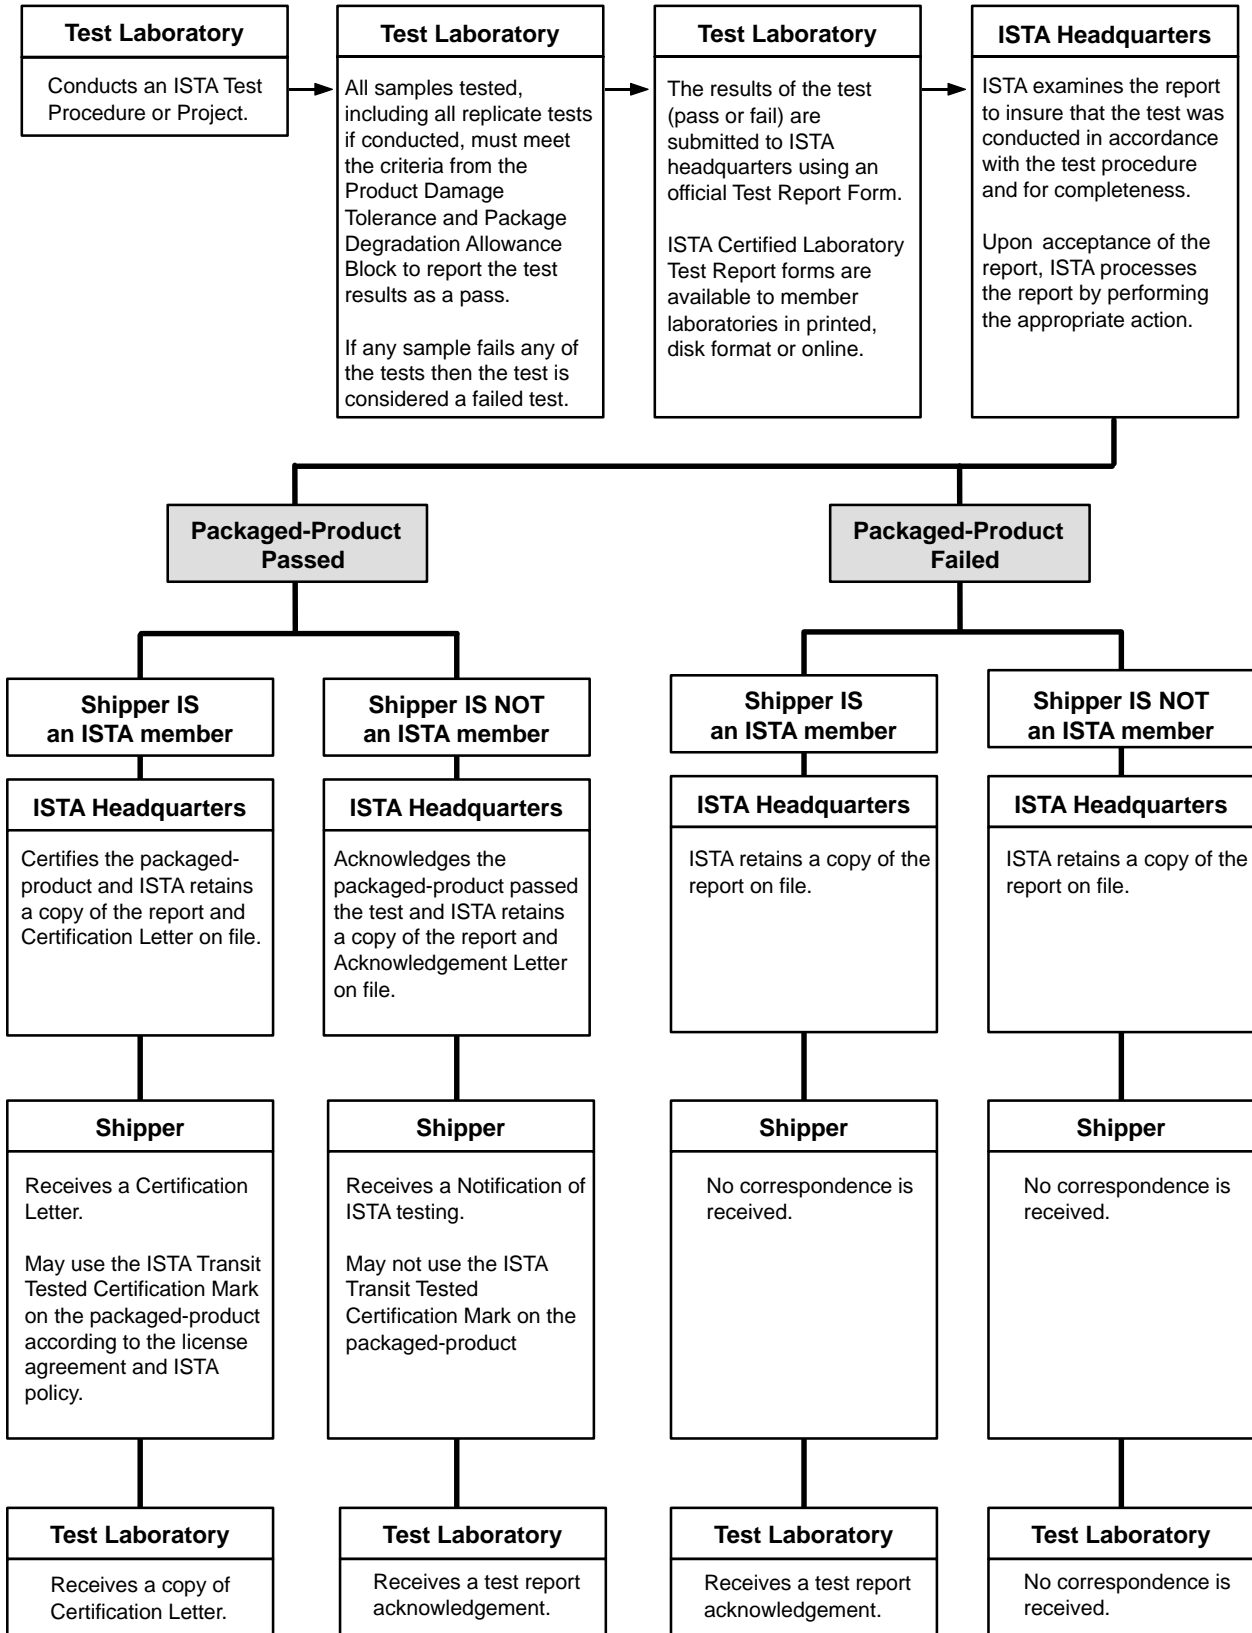 Test Laboratory
Conducts an ISTA Test
Procedure or Project.
Test Laboratory
All samples tested,
including all replicate tests
if conducted, must meet
the criteria from the
Product Damage
Tolerance and Package
Degradation Allowance
Block to report the test
results as a pass.
If any sample fails any of
the tests then the test is
considered a failed test.
Test Laboratory
The results of the test
(pass or fail) are
submitted to ISTA
headquarters using an
official Test Report Form.
ISTA Certified Laboratory
Test Report forms are
available to member
laboratories in printed,
disk format or online.
ISTA Headquarters
ISTA examines the report
to insure that the test was
conducted in accordance
with the test procedure
and for completeness.
Upon acceptance of the
report, ISTA processes
the report by performing
the appropriate action.
Packaged-Product
Passed
Packaged-Product
Failed
Shipper IS
an ISTA member
Shipper IS NOT
an ISTA member
Shipper IS
an ISTA member
Shipper IS NOT
an ISTA member
ISTA Headquarters
Certifies the packaged-
product and ISTA retains
a copy of the report and
Certification Letter on file.
ISTA Headquarters
Acknowledges the
packaged-product passed
the test and ISTA retains
a copy of the report and
Acknowledgement Letter
on file.
ISTA Headquarters
ISTA retains a copy of the
report on file.
ISTA Headquarters
ISTA retains a copy of the
report on file.
Shipper
Receives a Certification
Letter.
May use the ISTA Transit
Tested Certification Mark
on the packaged-product
according to the license
agreement and ISTA
policy.
Shipper
Receives a Notification of
ISTA testing.
May not use the ISTA
Transit Tested
Certification Mark on the
packaged-product
Shipper
No correspondence is
received.
Shipper
No correspondence is
received.
Test Laboratory
Receives a copy of
Certification Letter.
Test Laboratory
Receives a test report
acknowledgement.
Test Laboratory
Receives a test report
acknowledgement.
Test Laboratory
No correspondence is
received.